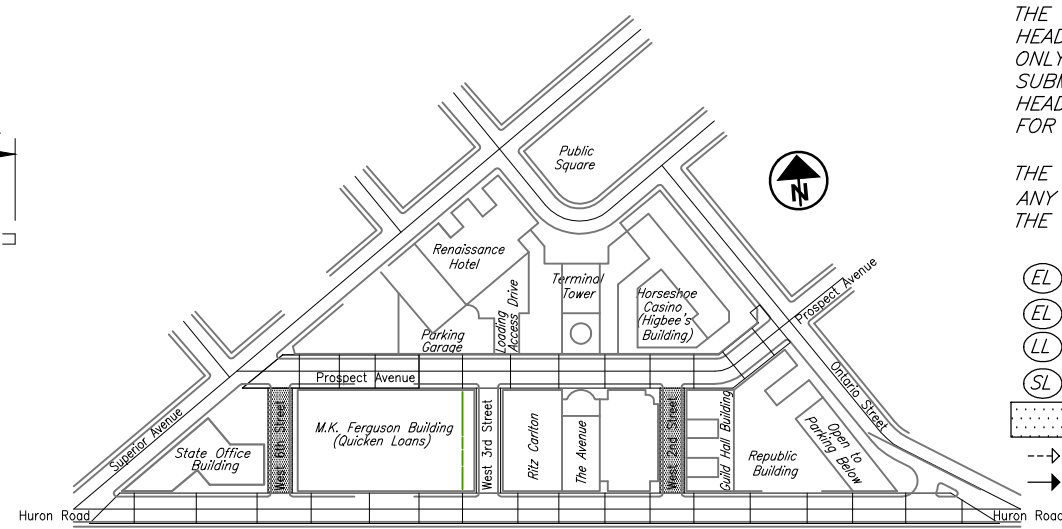 THE
HEAD
ONLY
SUBM
HEAD
FOR
THE
ANY
THE
Public
Square
N
Renaissance
Hotel
Terminal
Tower
Horseshoe
Casino
(Higbee's
Building)
Loading
Access Drive
Parking
Garage
Prospect Avenue
Prospect Avenue
Ontario Street
Superior Avenue
State Office
Building
West 6th Street
M.K. Ferguson Building
(Quicken Loans)
West 3rd Street
Ritz Carlton
The Avenue
West 2nd Street
Guild Hall Building
Republic
Building
Open to
Parking Below
Huron Road
Huron Road
EL
EL
LL
SL